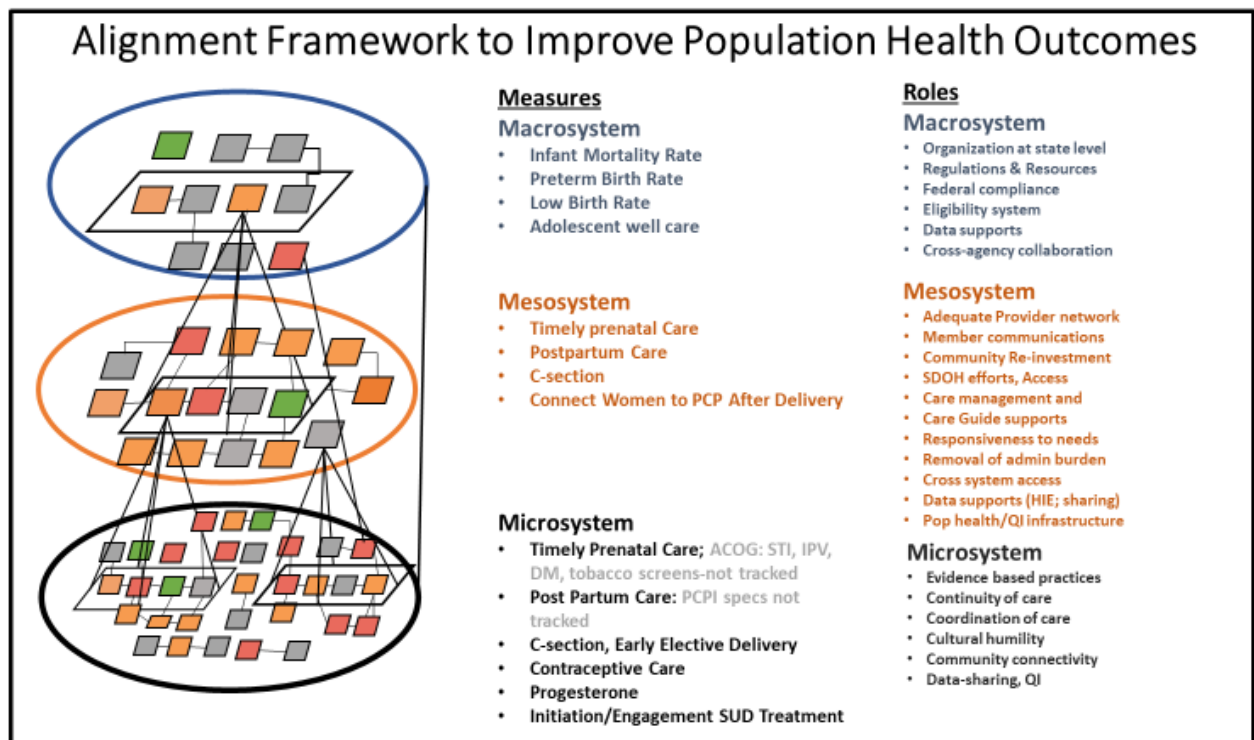 Alignment Framework to Improve Population Health Outcomes
Measures
Macrosystem
• Infant Mortality Rate
• Preterm Birth Rate
• Low Birth Rate
• Adolescent well care
Mesosystem
• Timely prenatal Care
• Postpartum Care
• C-section
• Connect Women to PCP After Delivery
Microsystem
• Timely Prenatal Care; ACOG: STI, IPV,
DM, tobacco screens-not tracked
• Post Partum Care: PCPI specs not
tracked
• C-section, Early Elective Delivery
• Contraceptive Care
• Progesterone
• Initiation/Engagement SUD Treatment
Roles
Macrosystem
• Organization at state level
• Regulations & Resources
• Federal compliance
• Eligibility system
• Data supports
• Cross-agency collaboration
Mesosystem
• Adequate Provider network
• Member communications
• Community Re-investment
• SDOH efforts, Access
• Care management and
• Care Guide supports
• Responsiveness to needs
• Removal of admin burden
• Cross system access
• Data supports (HIE; sharing)
• Pop health/QI infrastructure
Microsystem
• Evidence based practices
• Continuity of care
• Coordination of care
• Cultural humility
• Community connectivity
• Data-sharing, QI